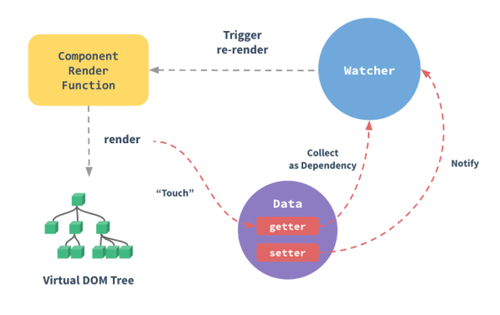 Trigger
re-render
Component
Render
Function
Watcher
render
Collect
as Dependency
Notify
“Touch”
Data
getter
setter
Virtual DOM Tree